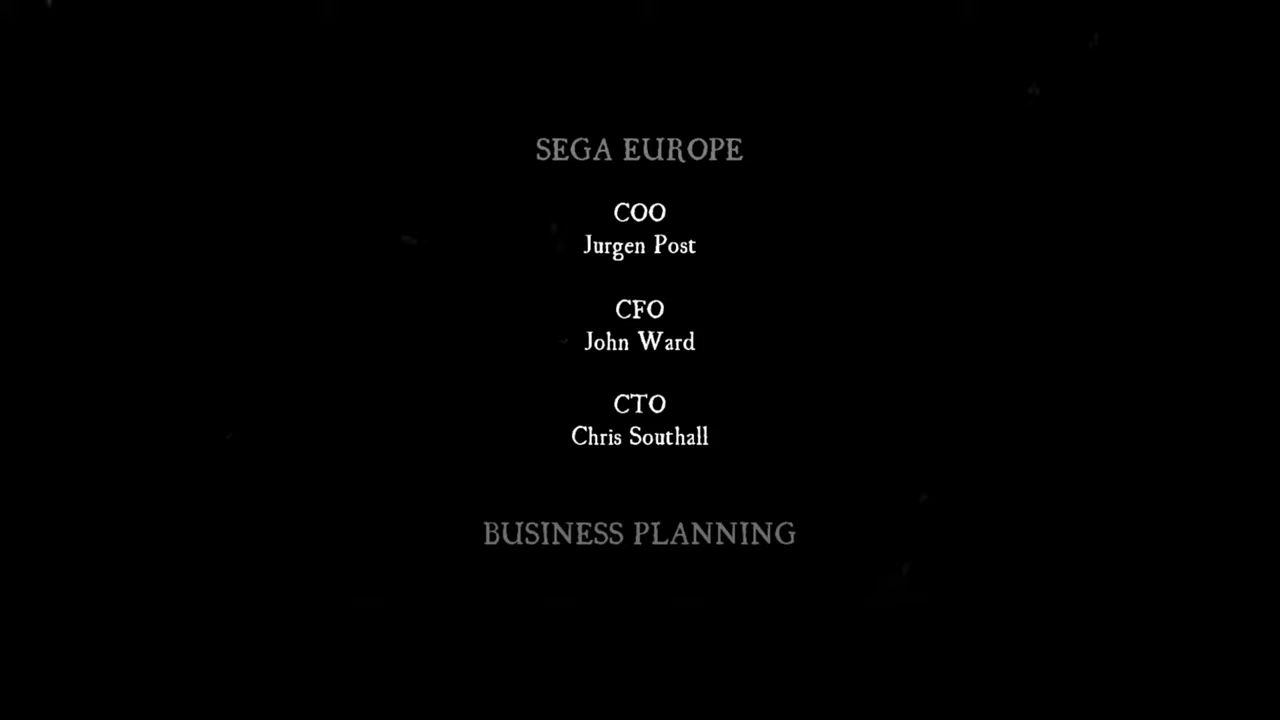 SEGA EUROPE
COO
Jurgen Post
CFO
John Ward
CTO
Chris Southall
BUSINESS PLANNING